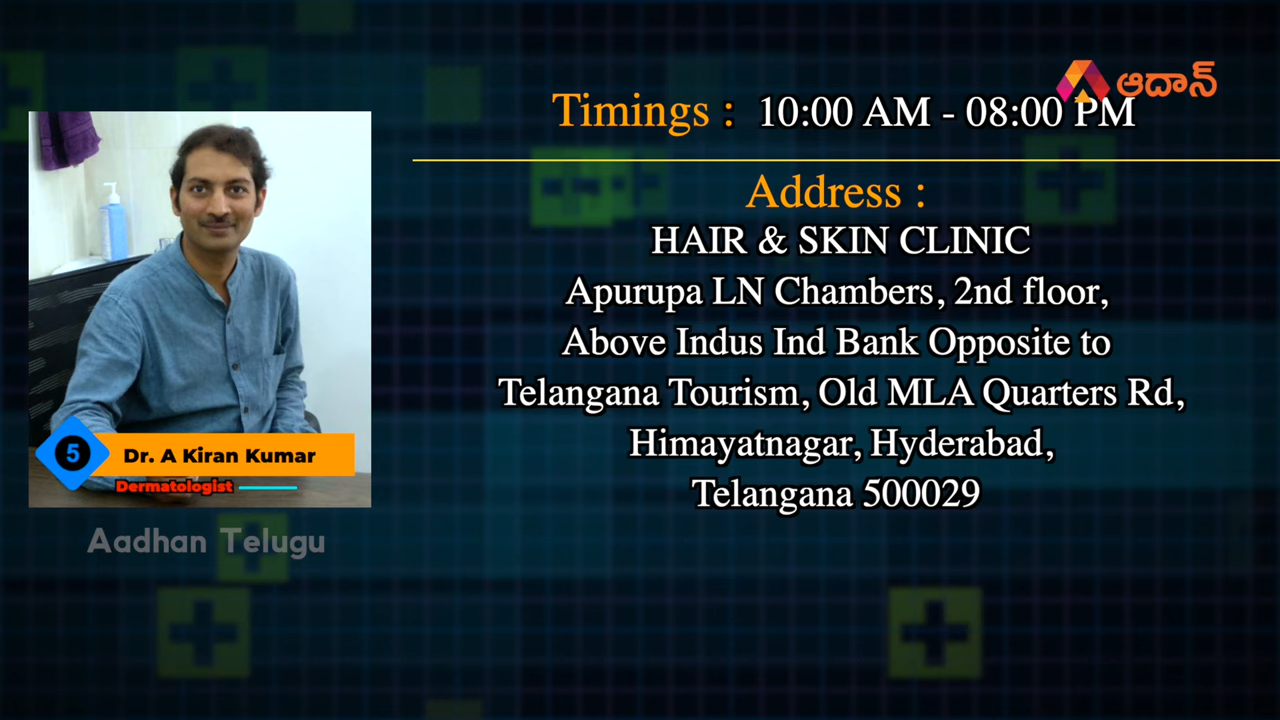 ఆదాన్
Timings : 10:00 AM - 08:00 PM
Address :
HAIR & SKIN CLINIC
Apurupa LN Chambers, 2nd floor,
Above Indus Ind Bank Opposite to
Telangana Tourism, Old MLA Quarters Rd,
Himayatnagar, Hyderabad,
Telangana 500029
5
Dr. A Kiran Kumar
Dermatologist
Aadhan Telugu